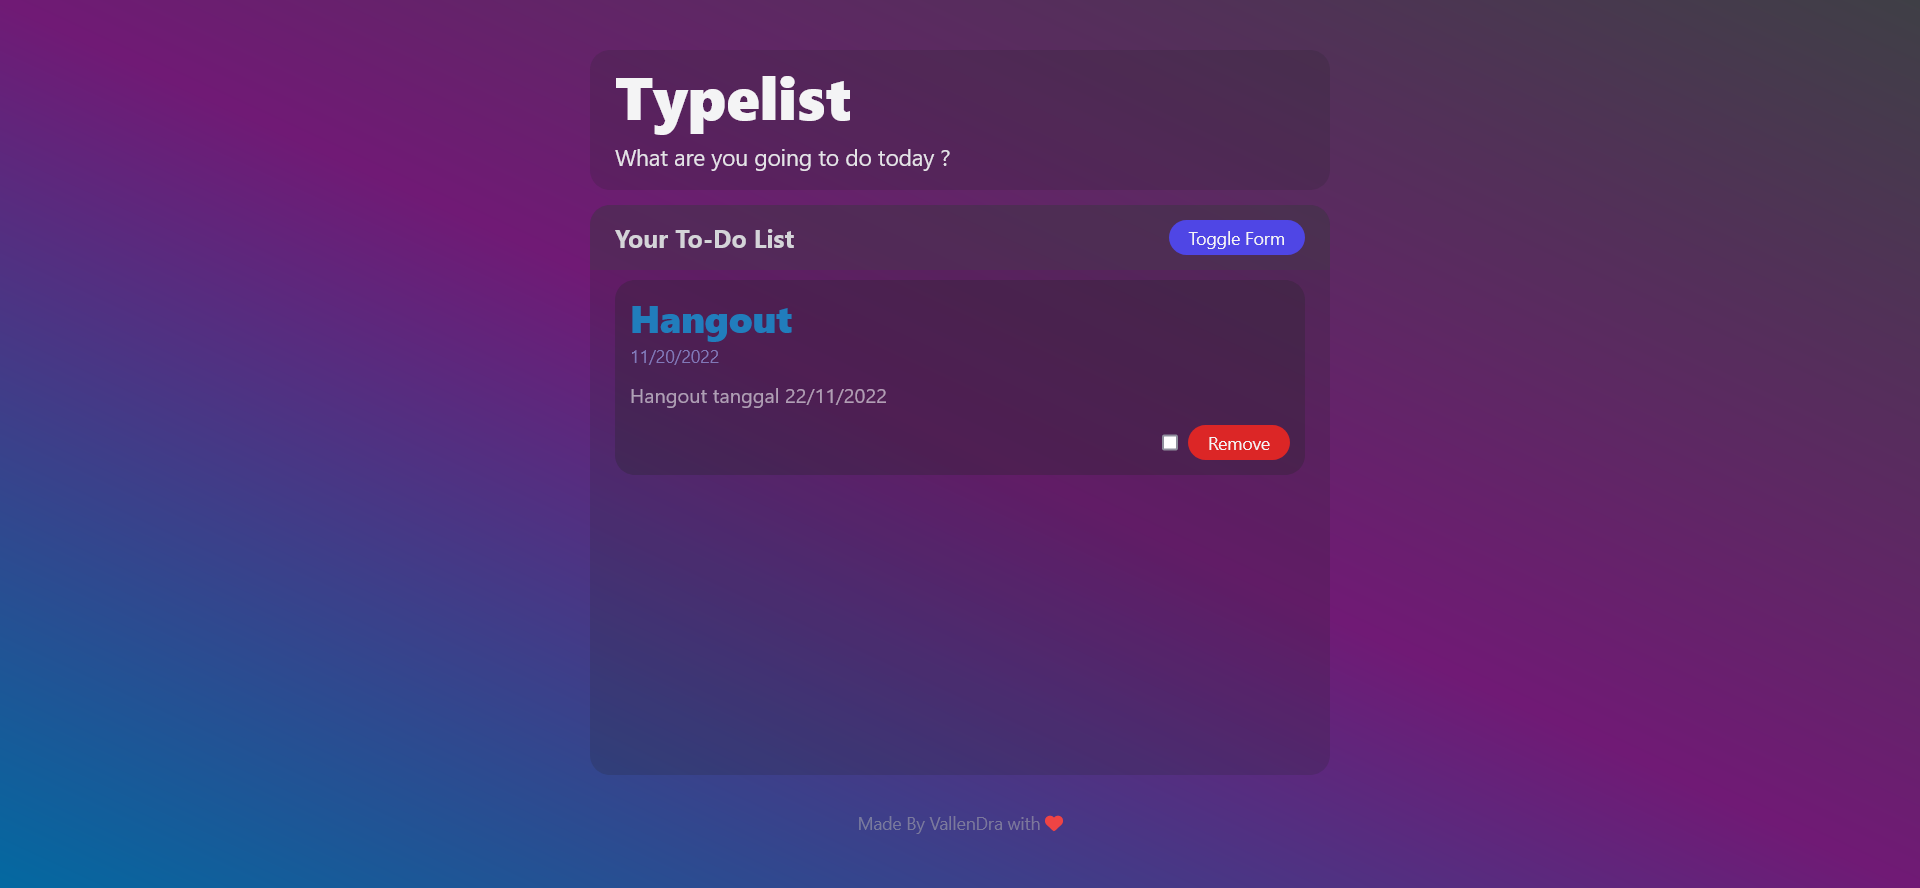 Typelist
What are you going to do today ?
Your To-Do List
Toggle Form
Hangout
11/20/2022
Hangout tanggal 22/11/2022
Remove
Made By VallenDra with